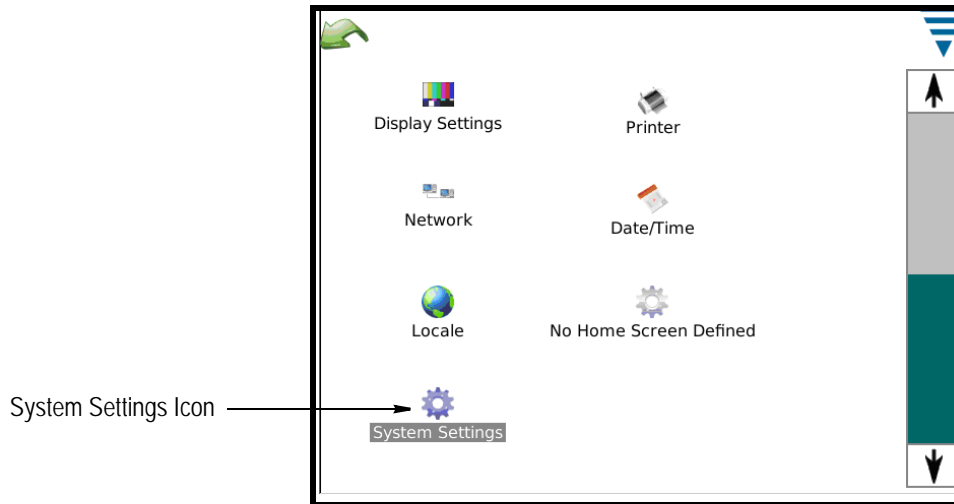 Display Settings
Printer
Network
Date/Time
Locale
No Home Screen Defined
System Settings Icon
System Settings